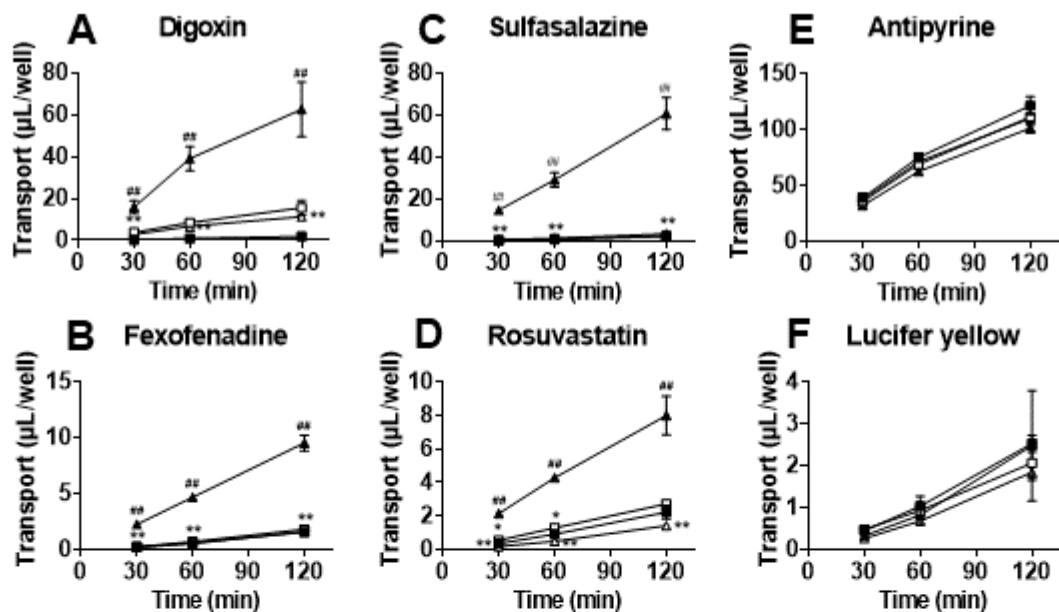 A Digoxin
Transport (µL/well)
80
60
40
20
0
##
##
##
**
**
**
0 30 60 90 120
Time (min)
C Sulfasalazine
Transport (µL/well)
80
60
40
20
0
**
**
**
0 30 60 90 120
Time (min)
E Antipyrine
Transport (µL/well)
150
100
50
0
0 30 60 90 120
Time (min)
B Fexofenadine
Transport (µL/well)
15
10
5
0
##
##
##
**
**
**
0 30 60 90 120
Time (min)
D Rosuvastatin
Transport (µL/well)
10
8
6
4
2
0
##
##
##
*
*
**
**
**
0 30 60 90 120
Time (min)
F Lucifer yellow
Transport (µL/well)
4
3
2
1
0
0 30 60 90 120
Time (min)